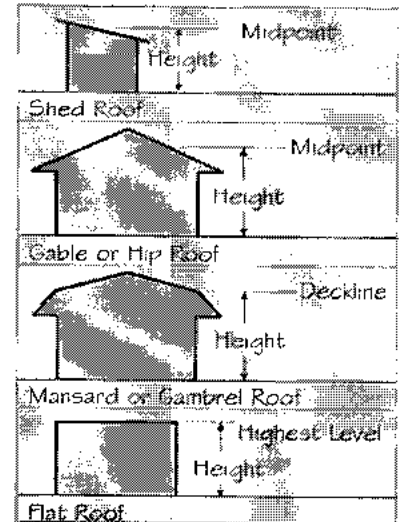 Midpoint
Height
Shed Roof
Midpoint
Height
Gable or Hip Roof
Deckline
Height
Mansard or Gambrel Roof
Highest Level
Height
Flat Roof